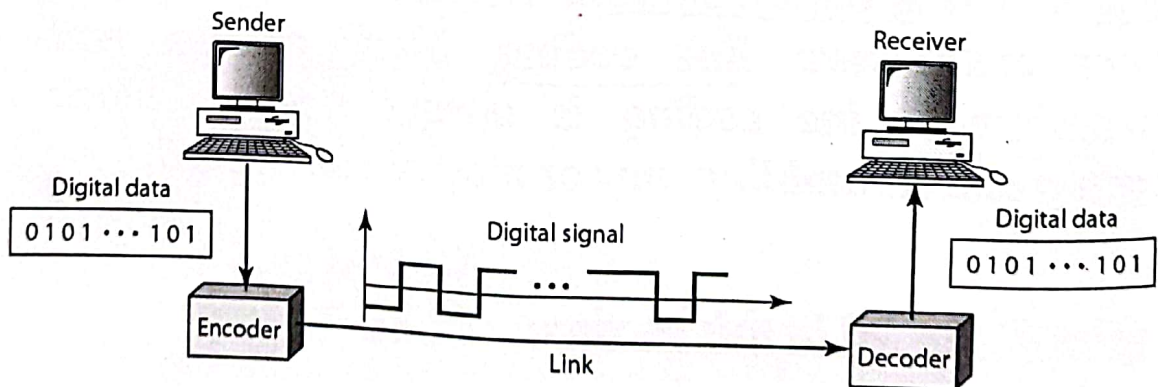 Sender
Receiver
Digital data
0101 ••• 101
Digital signal
•••
Digital data
0101 ••• 101
Encoder
Link
Decoder